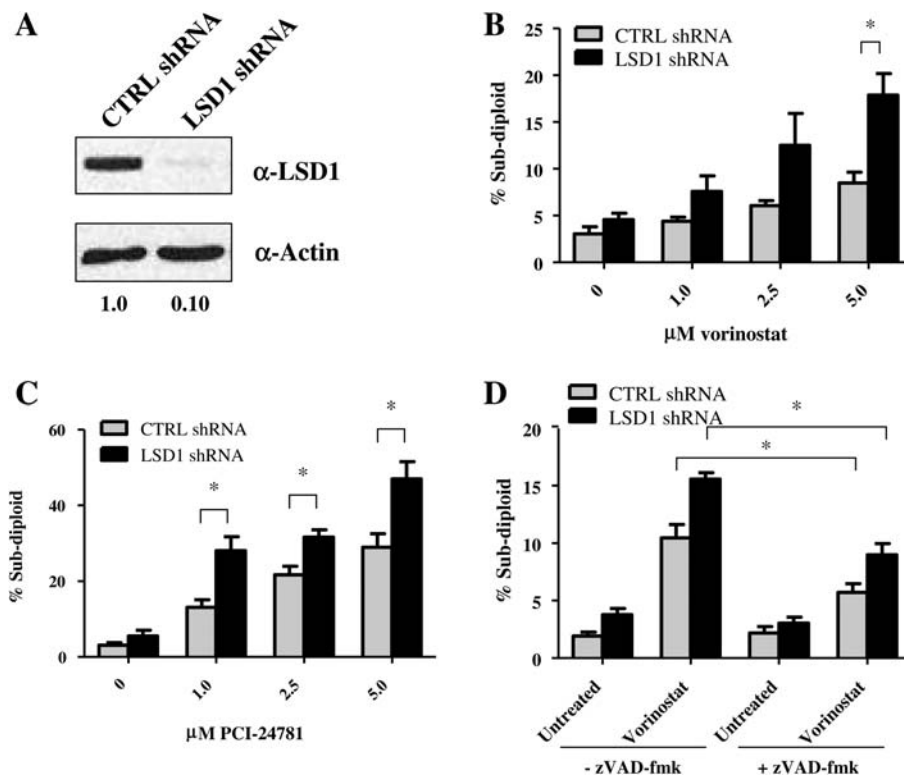 A
CTRL shRNA
LSD1 shRNA
α-LSD1
α-Actin
1.0 0.10
B
CTRL shRNA
LSD1 shRNA
*
% Sub-diploid
25
20
15
10
5
0
0 1.0 2.5 5.0
μM vorinostat
C
CTRL shRNA
LSD1 shRNA
* * *
% Sub-diploid
60
40
20
0
0 1.0 2.5 5.0
μM PCI-24781
D
CTRL shRNA
LSD1 shRNA
*
*
% Sub-diploid
20
15
10
5
0
Untreated Vorinostat Untreated Vorinostat
- zVAD-fmk + zVAD-fmk